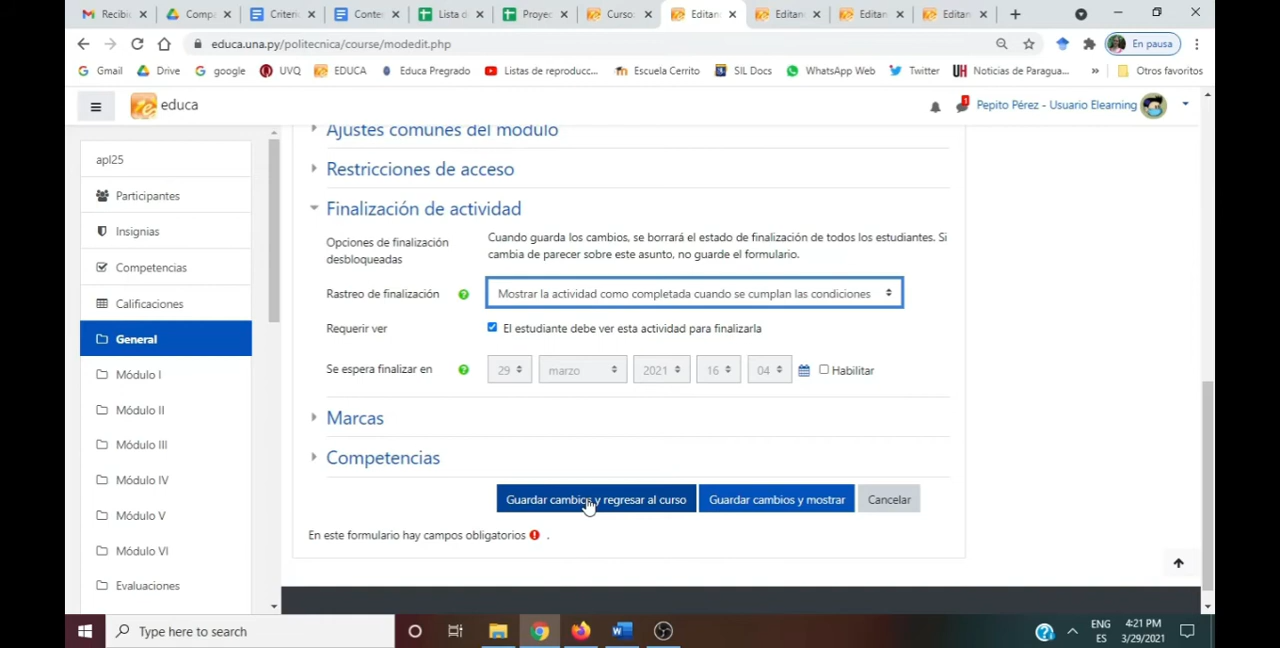 Recibi
Compa
Criteri
Conte
Lista d
Proye
Curso
Editan
Editan
Editan
Editan
educa.una.py/politecnica/course/modedit.php
En pausa
Gmail
Drive
google
UVQ
EDUCA
Educa Pregrado
Listas de reproducc...
Escuela Cerrito
SIL Docs
WhatsApp Web
Twitter
UH Noticias de Paragua...
»
Otros favoritos
educa
Pepito Pérez - Usuario Elearning
apl25
Participantes
Insignias
Competencias
Calificaciones
General
Módulo I
Módulo II
Módulo III
Módulo IV
Módulo V
Módulo VI
Evaluaciones
Ajustes comunes del módulo
Restricciones de acceso
Finalización de actividad
Opciones de finalización
desbloqueadas
Cuando guarda los cambios, se borrará el estado de finalización de todos los estudiantes. Si
cambia de parecer sobre este asunto, no guarde el formulario.
Rastreo de finalización
Mostrar la actividad como completada cuando se cumplan las condiciones
Requerir ver
El estudiante debe ver esta actividad para finalizarla
Se espera finalizar en
29 marzo 2021 16 04
Habilitar
Marcas
Competencias
Guardar cambios y regresar al curso
Guardar cambios y mostrar
Cancelar
En este formulario hay campos obligatorios .
Type here to search
ENG
ES
4:21 PM
3/29/2021